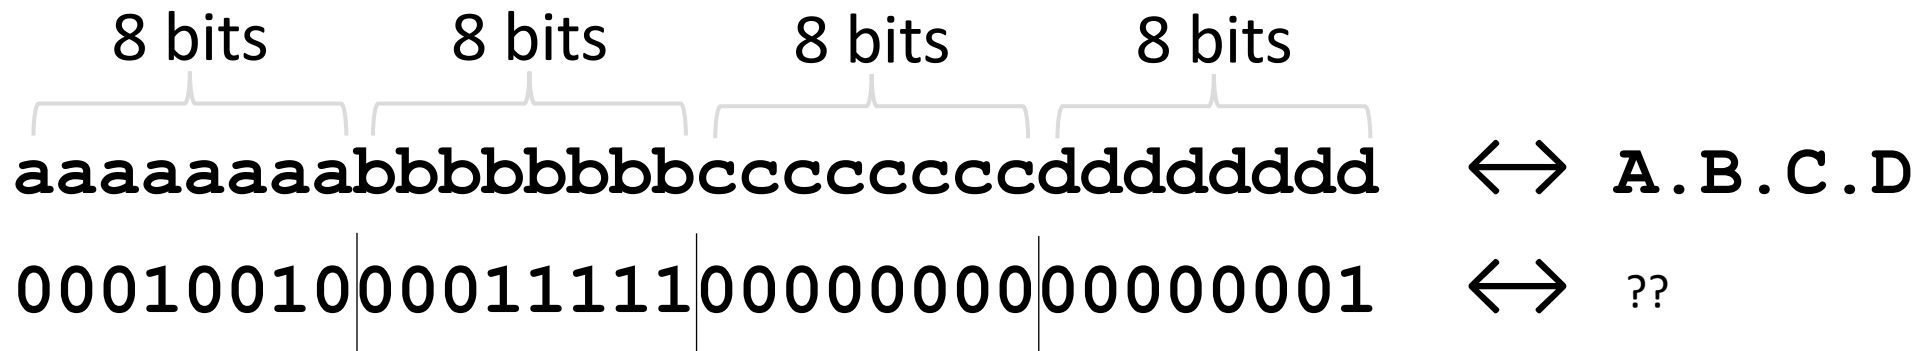 8 bits 8 bits 8 bits 8 bits
aaaaaaaabbbbbbbbccccccccdddddddd ↔ A.B.C.D
00010010000111110000000000000001 ↔ ??